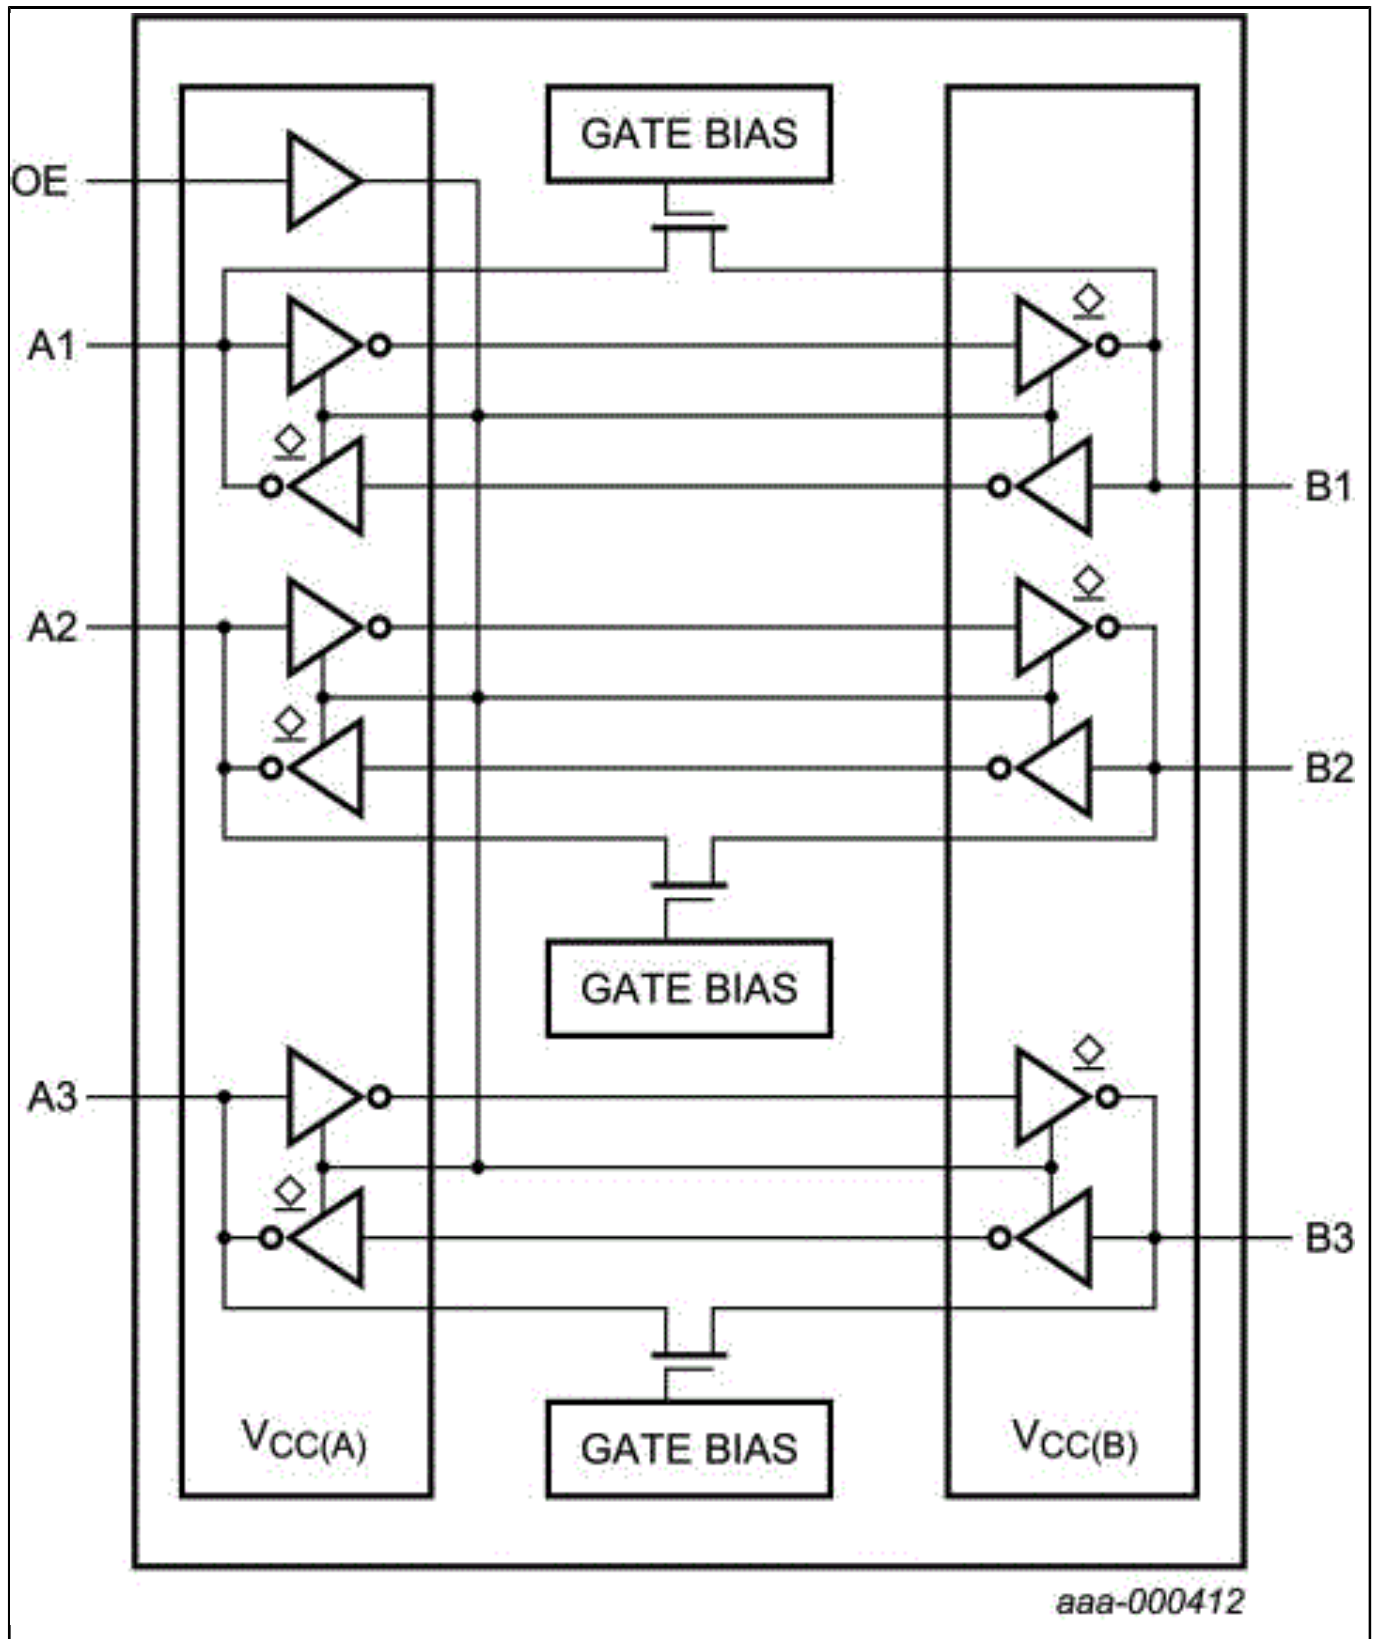 GATE BIAS
OE
A1
B1
A2
B2
GATE BIAS
A3
B3
VCC(A)
GATE BIAS
VCC(B)
aaa-000412